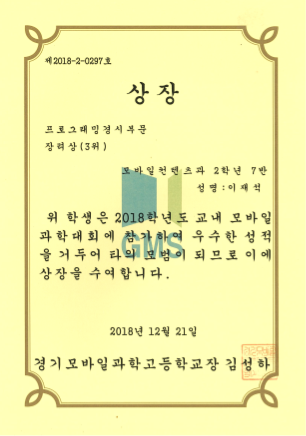 제2018-2-0297호
상 장
프로그래밍경시부문
장려상(3위)
모바일컨텐츠과 2학년 7반
성명:이재석
GMS
위 학생은 2018학년도 교내 모바일
과학대회에 참가하여 우수한 성적
을 거두어 타의 모범이 되므로 이에
상장을 수여합니다.
2018년 12월 21일
경기모바일과학고등학교장 김성하